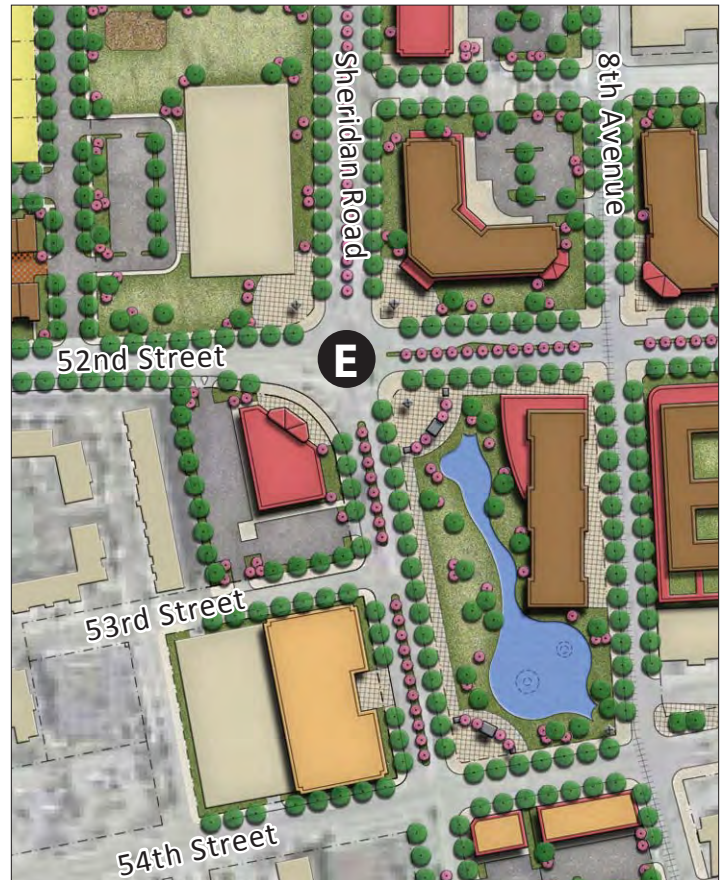 Sheridan Road
8th Avenue
52nd Street
E
53rd Street
54th Street